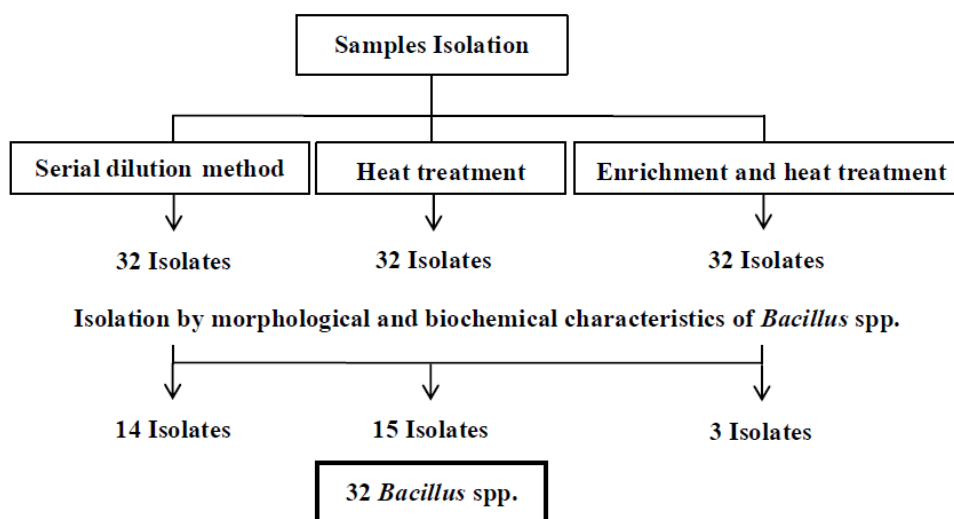 Samples Isolation
Serial dilution method
Heat treatment
Enrichment and heat treatment
32 Isolates
32 Isolates
32 Isolates
Isolation by morphological and biochemical characteristics of Bacillus spp.
14 Isolates
15 Isolates
3 Isolates
32 Bacillus spp.